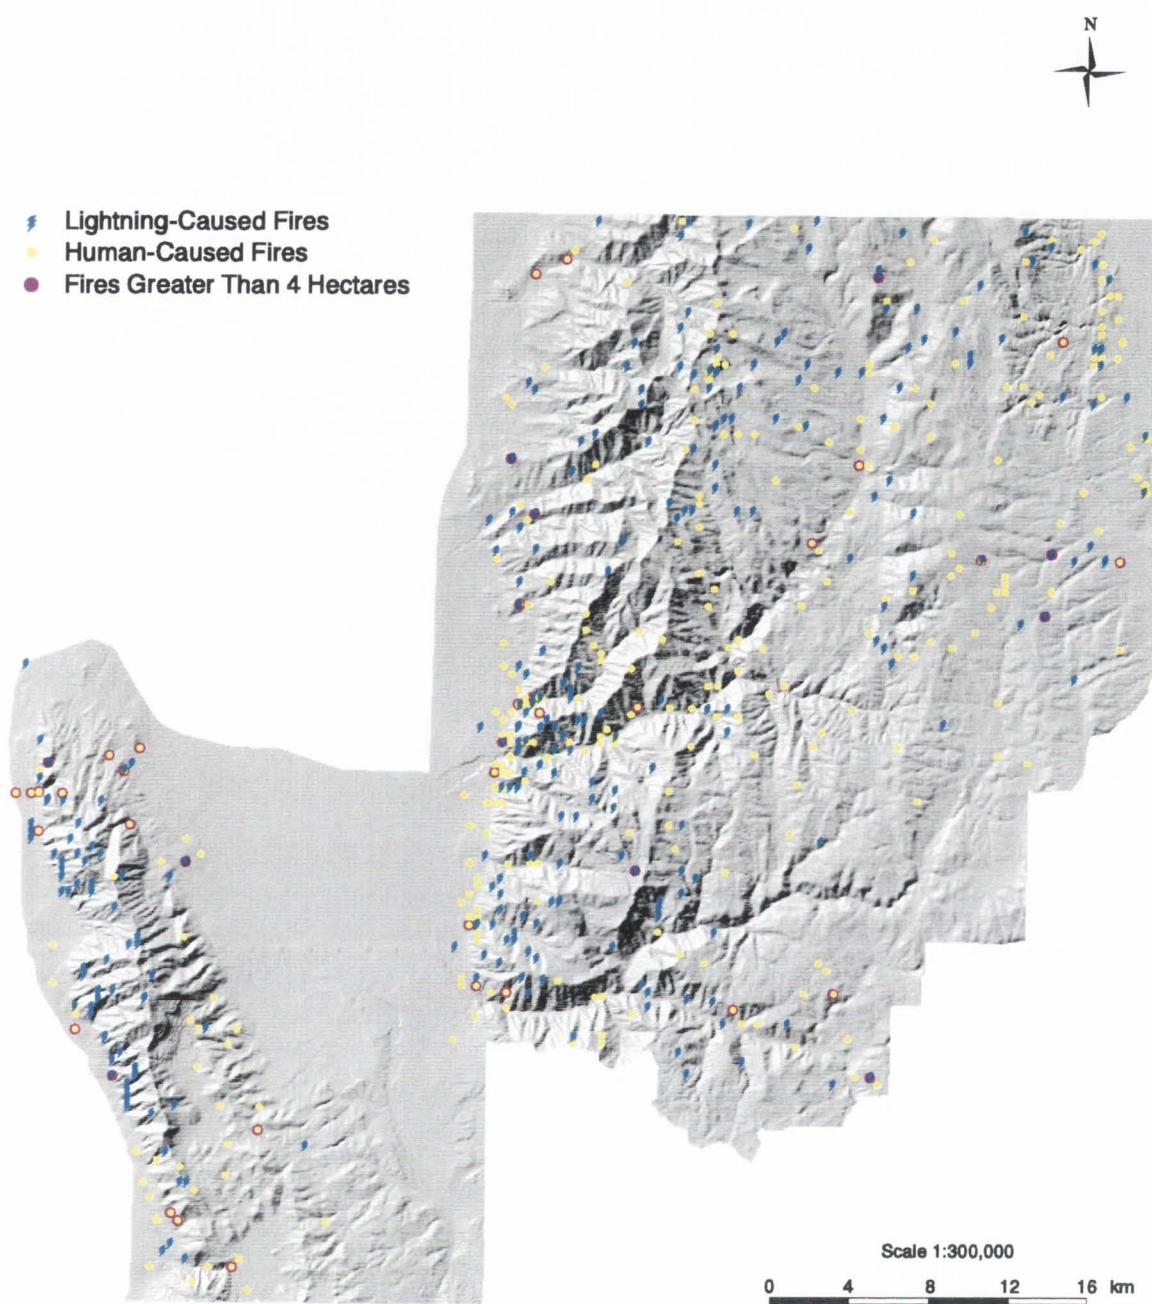 N
Lightning-Caused Fires
Human-Caused Fires
Fires Greater Than 4 Hectares
Scale 1:300,000
0 4 8 12 16 km